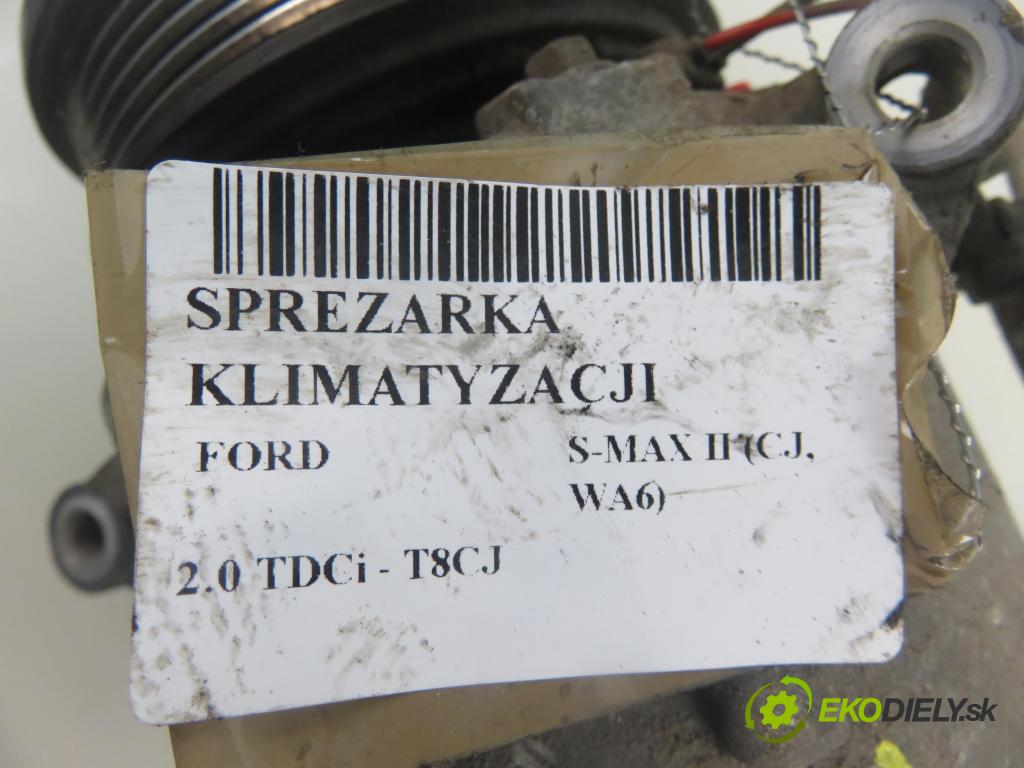 SPREZARKA
KLIMATYZACJI
FORD
S-MAX II (CJ,
WA6)
2.0 TDCi - T8CJ
EKODIELY.sk